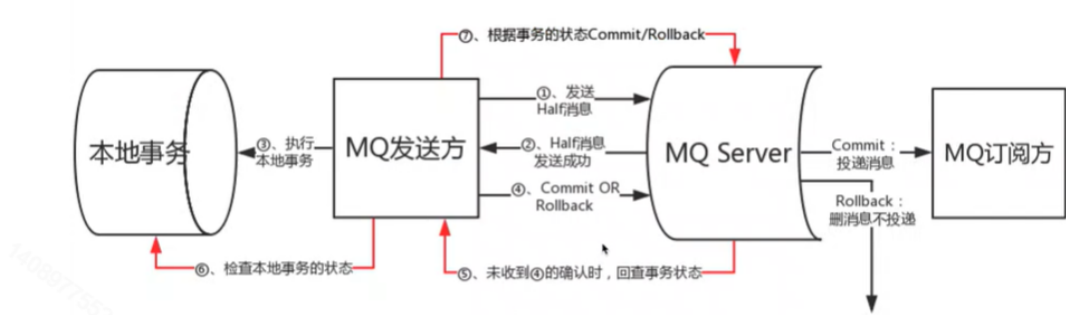 ⑦、根据事务的状态Commit/Rollback
①、发送
Half消息
本地事务
③、执行
本地事务
MQ发送方
②、Half消息
发送成功
MQ Server
Commit：
投递消息
MQ订阅方
④、Commit OR
Rollback
Rollback：
删消息不投递
⑥、检查本地事务的状态
⑤、未收到④的确认时，回查事务状态